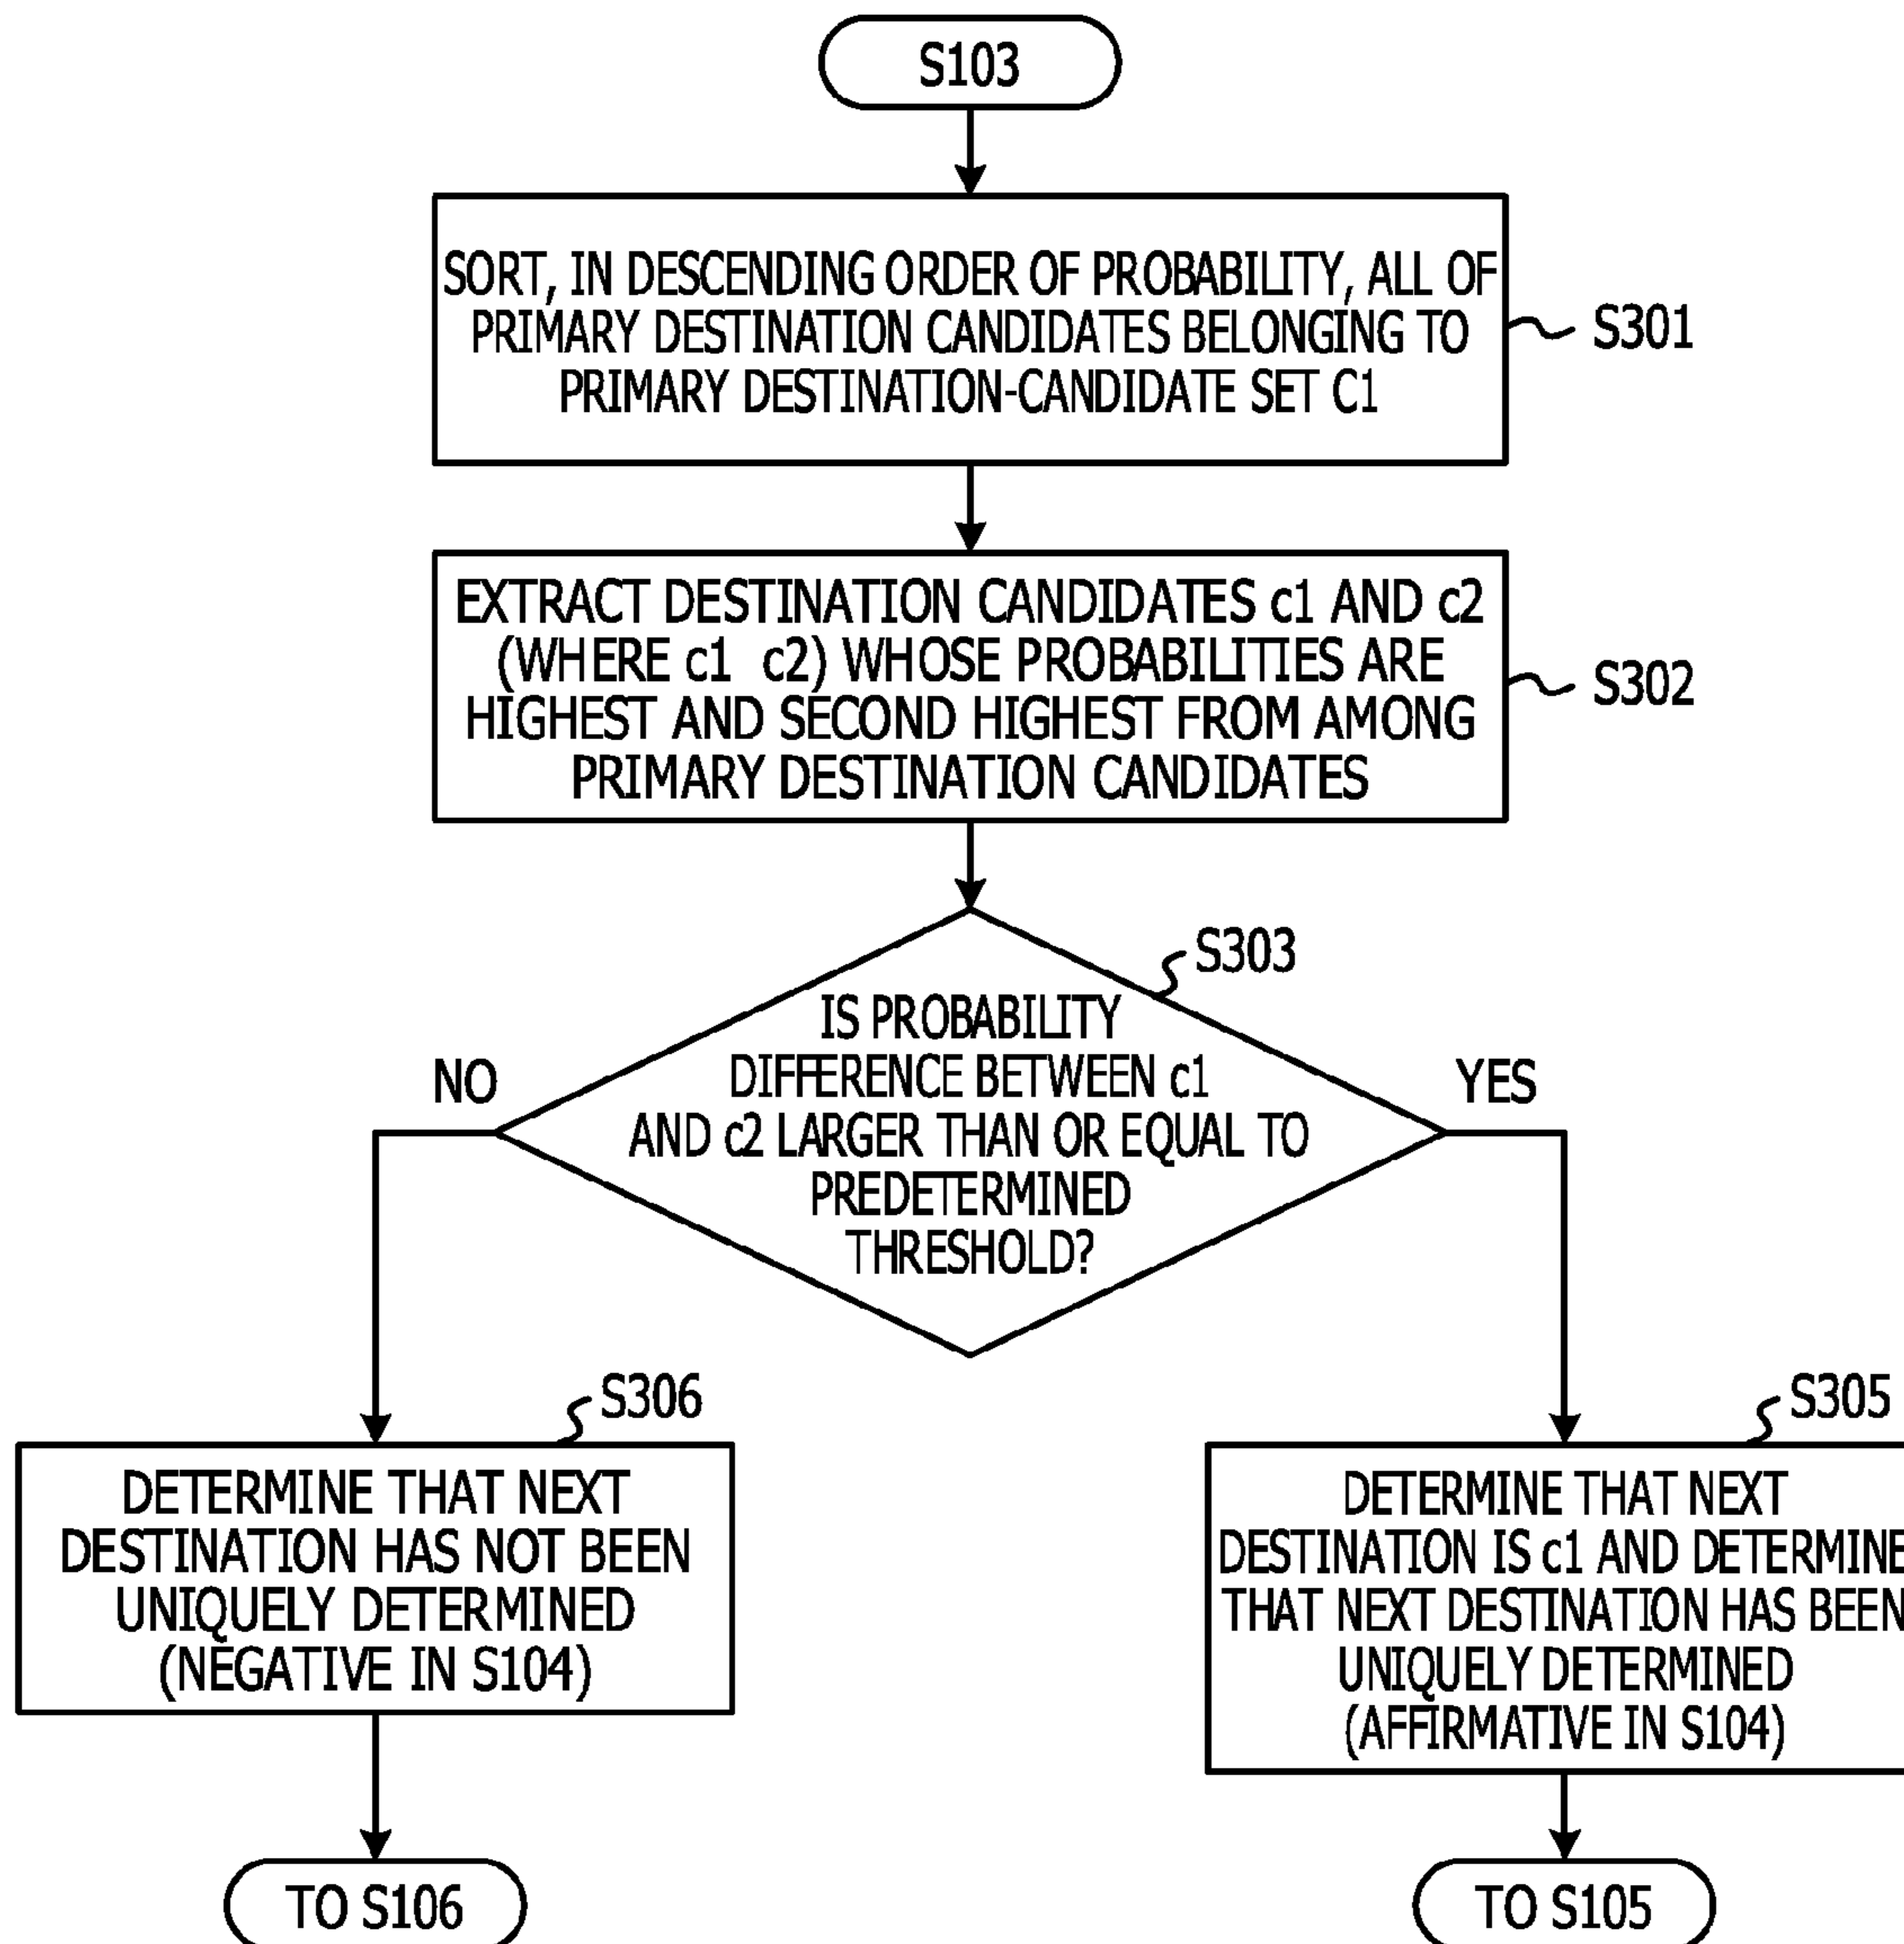 S103
SORT, IN DESCENDING ORDER OF PROBABILITY, ALL OF
PRIMARY DESTINATION CANDIDATES BELONGING TO
PRIMARY DESTINATION-CANDIDATE SET C1
S301
EXTRACT DESTINATION CANDIDATES c1 AND c2
(WHERE c1 c2) WHOSE PROBABILITIES ARE
HIGHEST AND SECOND HIGHEST FROM AMONG
PRIMARY DESTINATION CANDIDATES
S302
S303
IS PROBABILITY
DIFFERENCE BETWEEN c1
AND c2 LARGER THAN OR EQUAL TO
PREDETERMINED
THRESHOLD?
NO
YES
S306
DETERMINE THAT NEXT
DESTINATION HAS NOT BEEN
UNIQUELY DETERMINED
(NEGATIVE IN S104)
S305
DETERMINE THAT NEXT
DESTINATION IS c1 AND DETERMINE
THAT NEXT DESTINATION HAS BEEN
UNIQUELY DETERMINED
(AFFIRMATIVE IN S104)
TO S106
TO S105